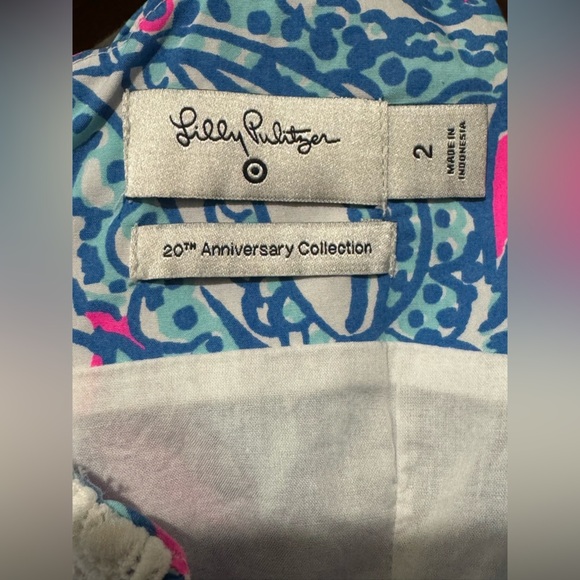 Lilly Pulitzer
2
MADE IN
INDONESIA
20TH Anniversary Collection